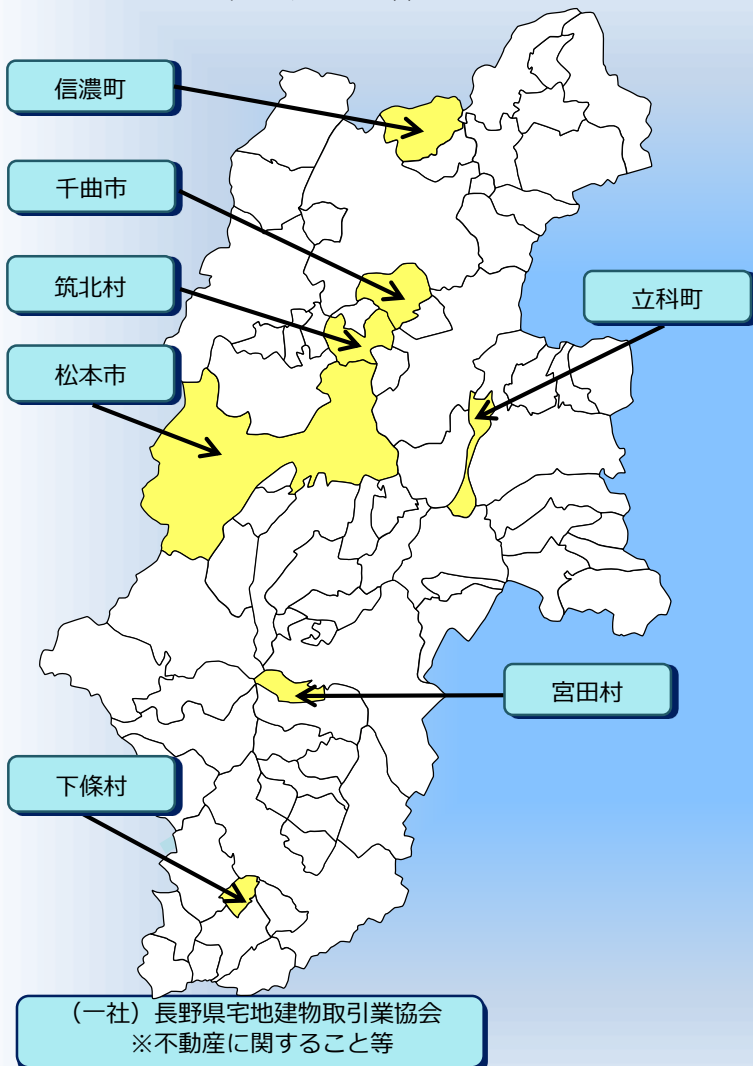 信濃町
千曲市
筑北村
立科町
松本市
宮田村
下條村
（一社）長野県宅地建物取引業協会
※不動産に関すること等